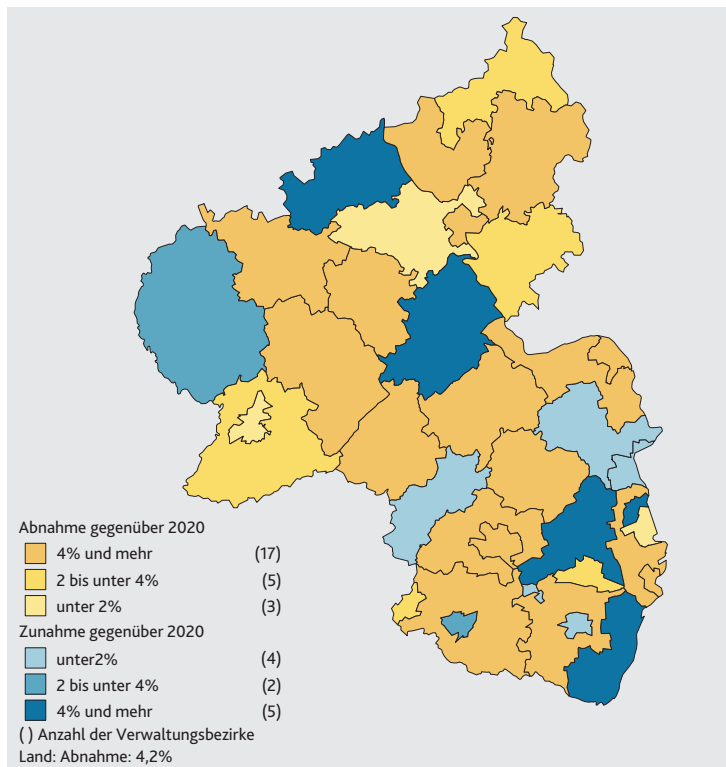 Abnahme gegenüber 2020
4% und mehr (17)
2 bis unter 4% (5)
unter 2% (3)
Zunahme gegenüber 2020
unter2% (4)
2 bis unter 4% (2)
4% und mehr (5)
( ) Anzahl der Verwaltungsbezirke
Land: Abnahme: 4,2%